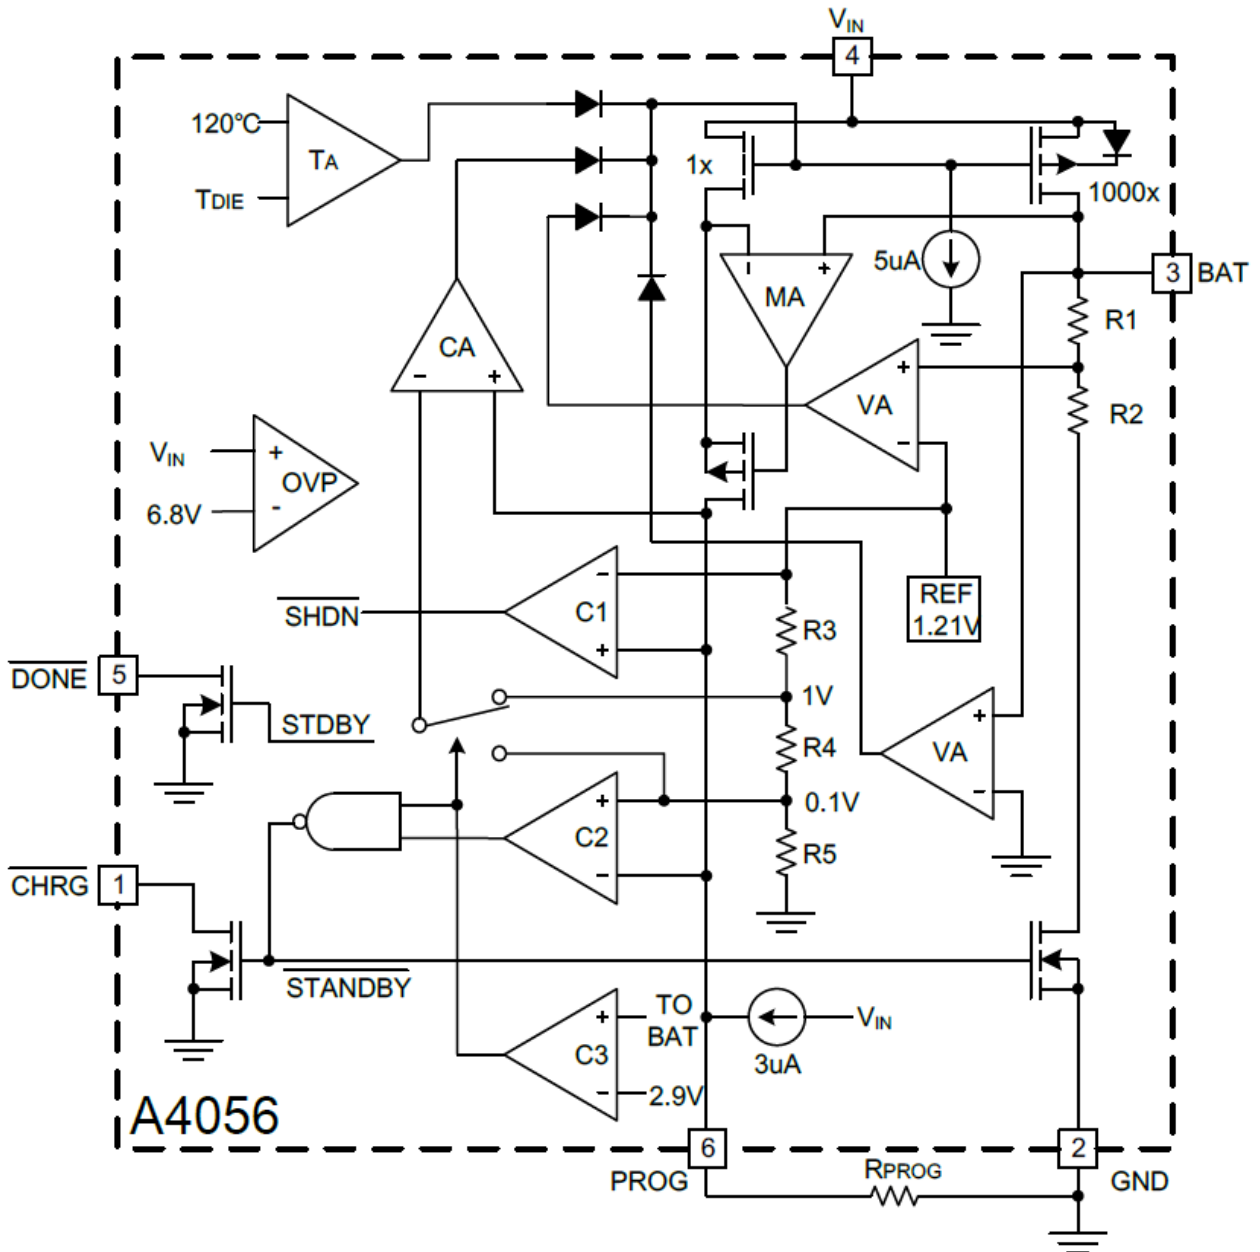 VIN
4
120℃
TA
TDIE
1x
1000x
5uA
3 BAT
- +
MA
R1
CA
- +
+
VA
-
R2
VIN
+
OVP
6.8V
-
REF
1.21V
SHDN
-
C1
+
R3
DONE 5
STDBY
1V
R4
+
VA
-
0.1V
+
C2
-
R5
CHRG 1
STANDBY
TO
BAT
+
C3
-
2.9V
VIN
3uA
A4056
6
PROG
RPROG
2
GND